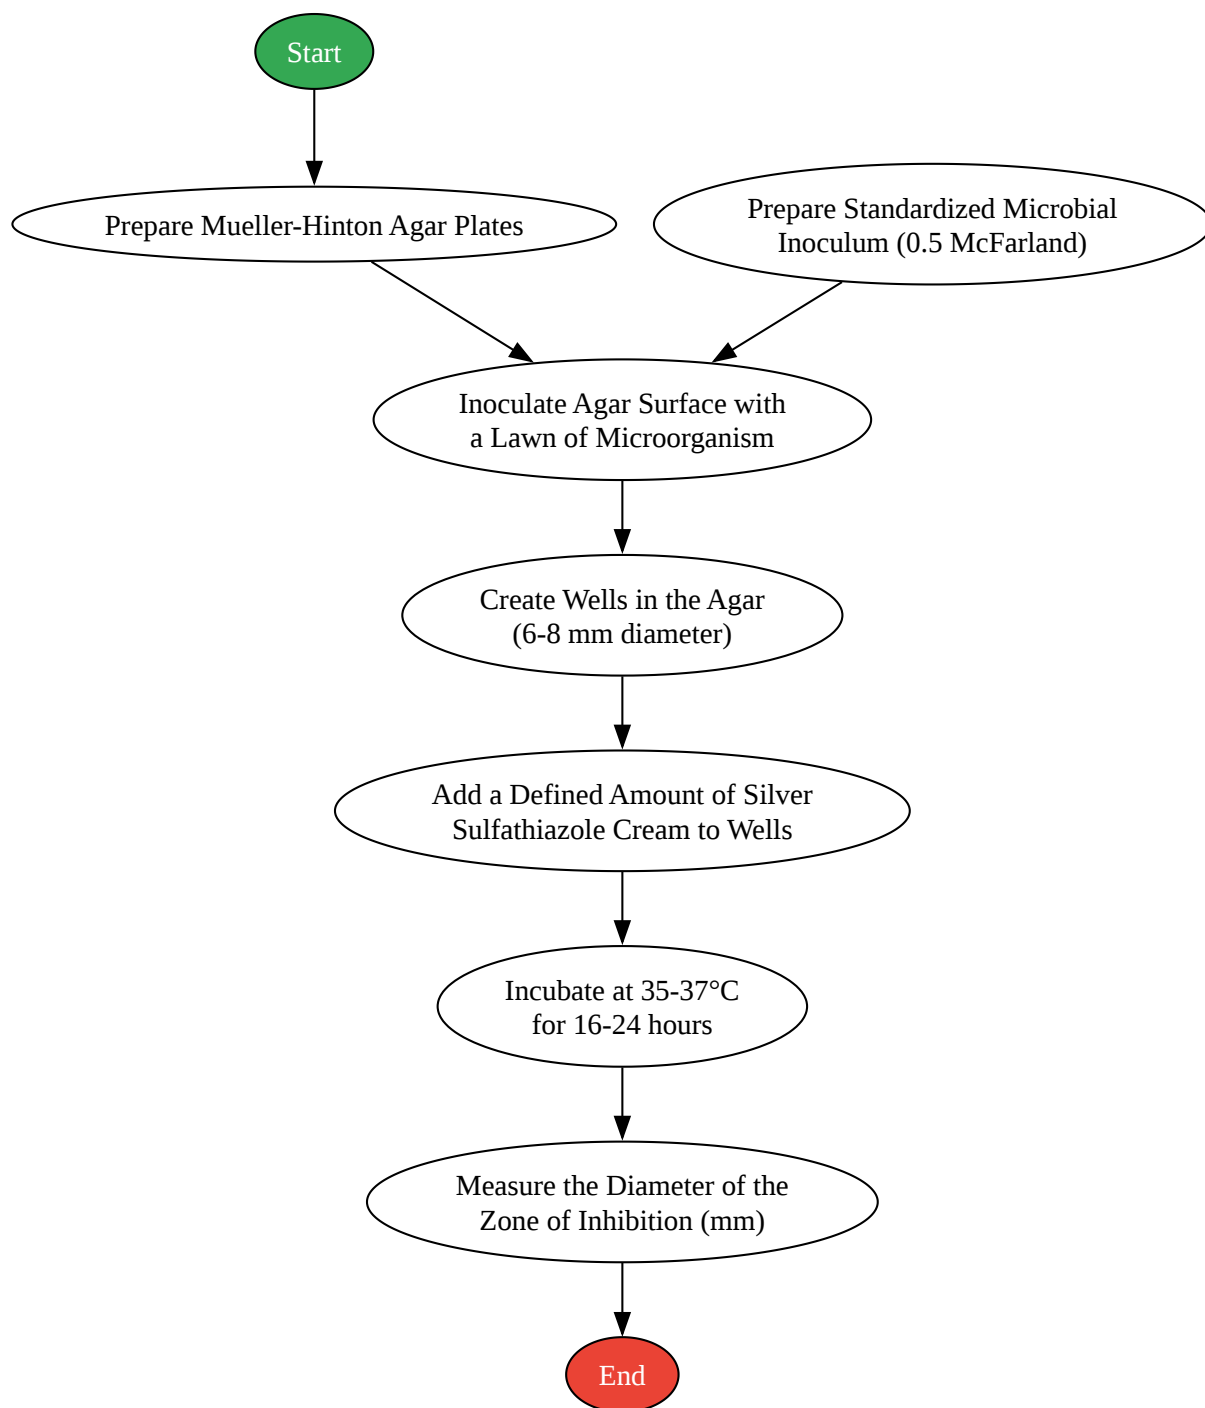 Start
Prepare Mueller-Hinton Agar Plates
Prepare Standardized Microbial
Inoculum (0.5 McFarland)
Inoculate Agar Surface with
a Lawn of Microorganism
Create Wells in the Agar
(6-8 mm diameter)
Add a Defined Amount of Silver
Sulfathiazole Cream to Wells
Incubate at 35-37°C
for 16-24 hours
Measure the Diameter of the
Zone of Inhibition (mm)
End